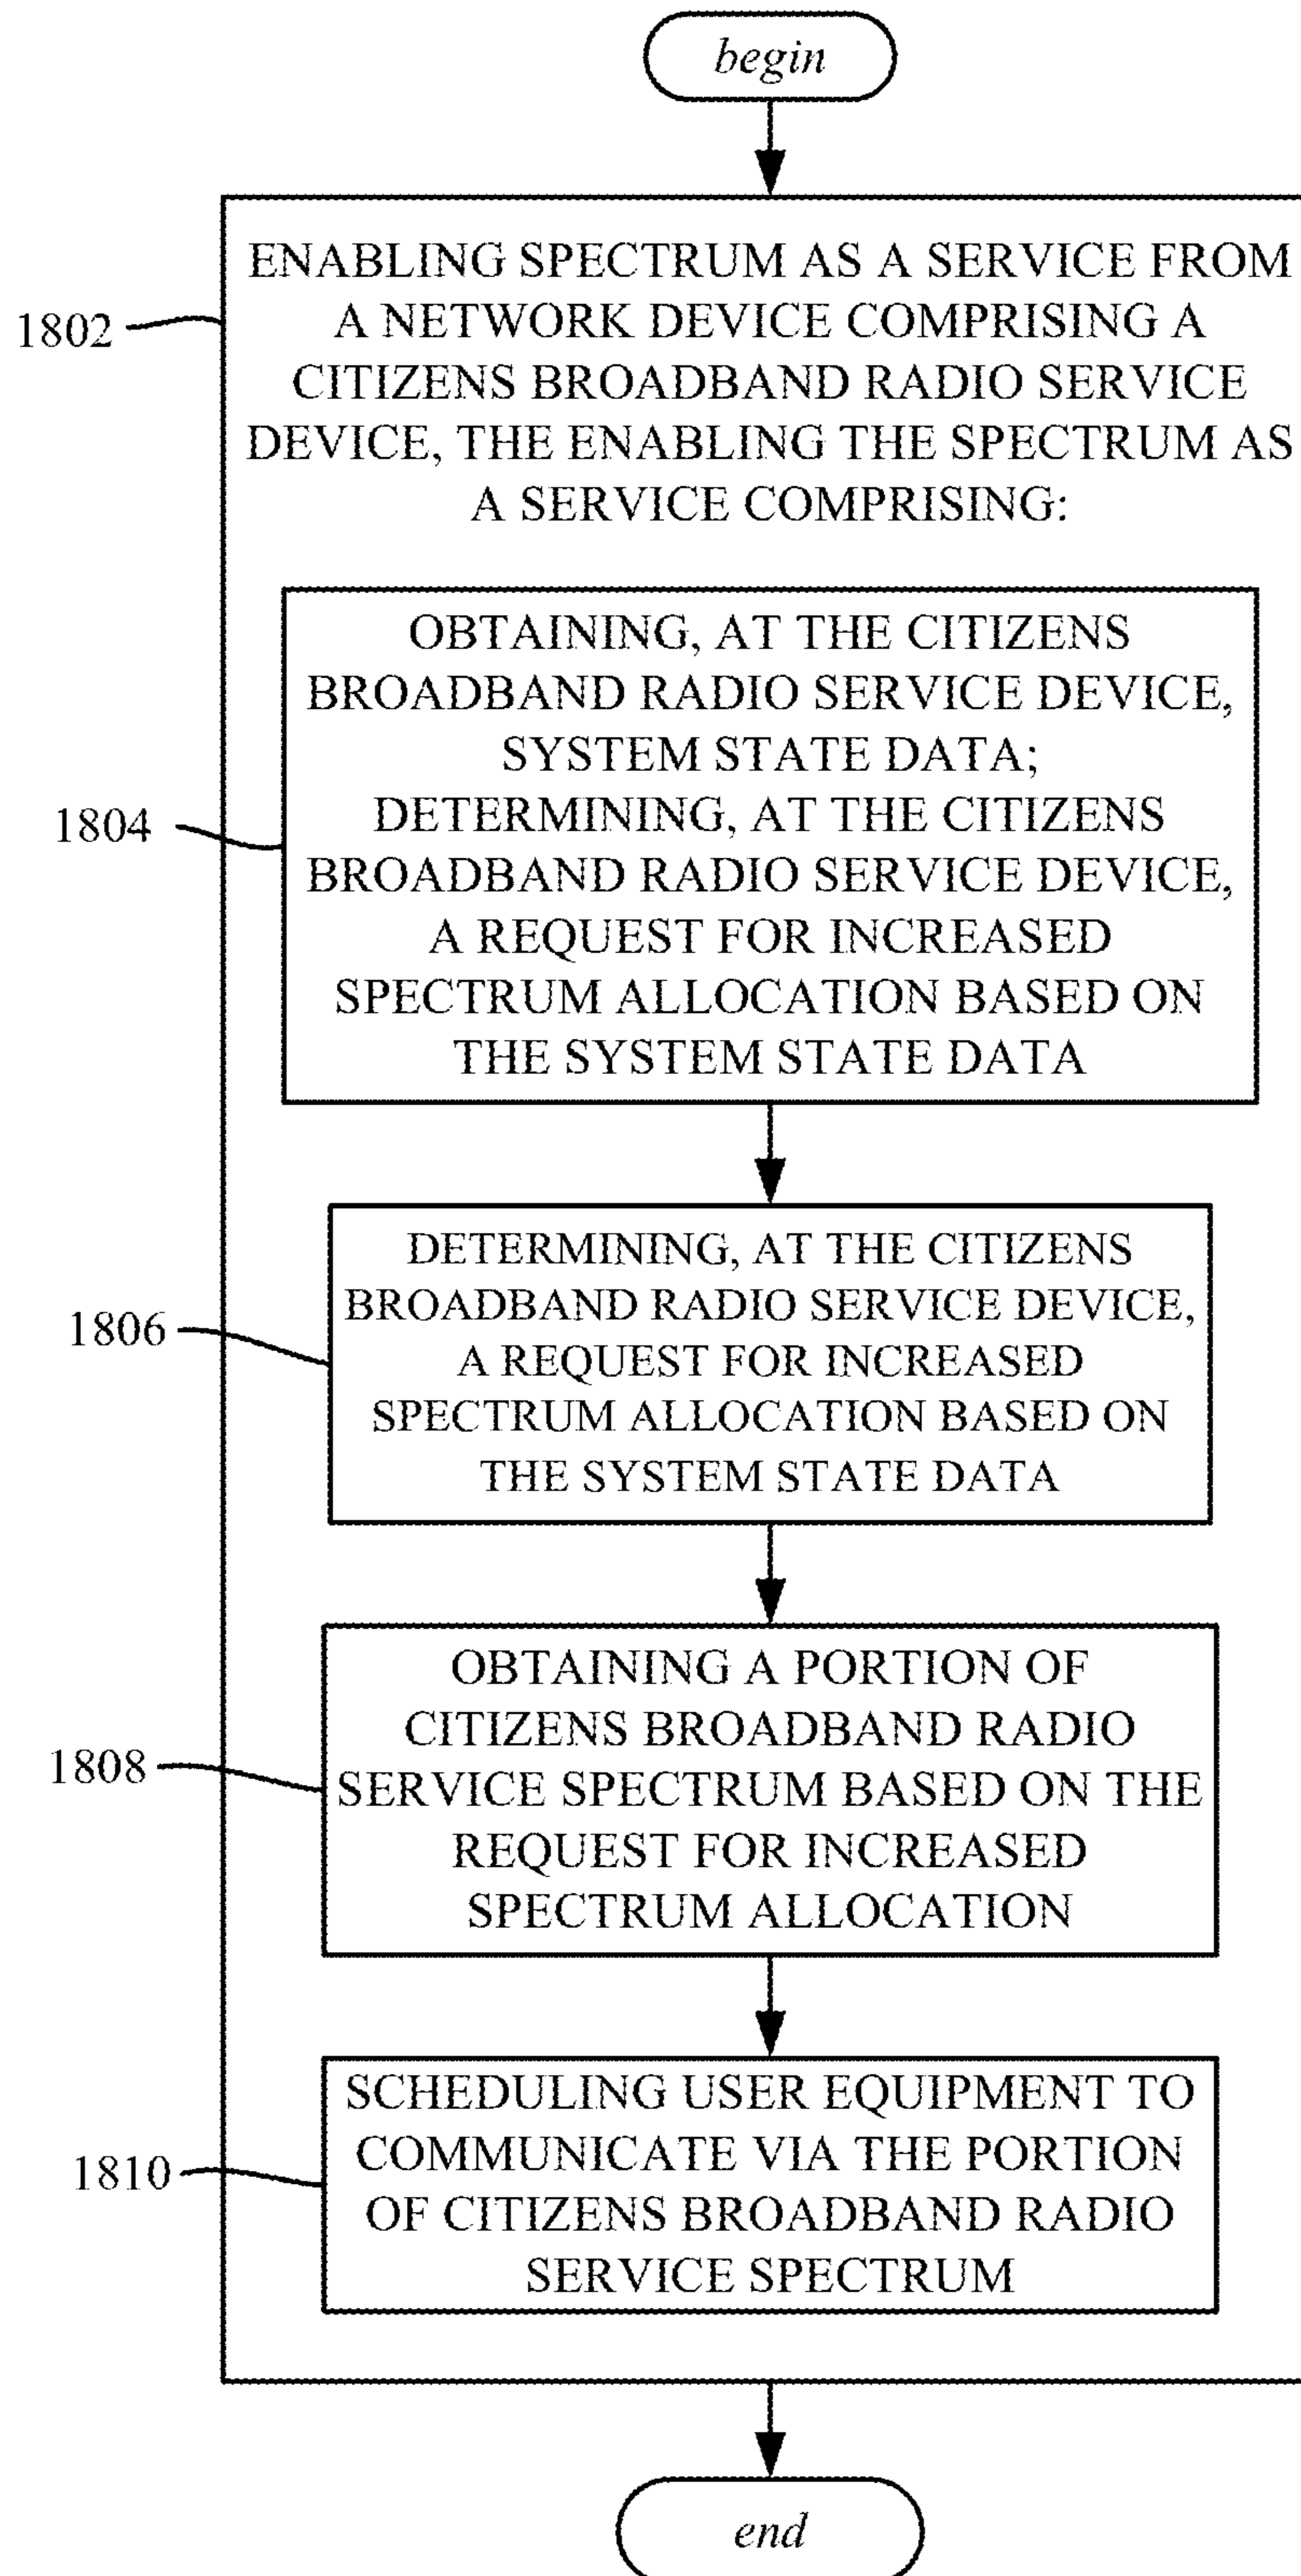 begin
1802
ENABLING SPECTRUM AS A SERVICE FROM
A NETWORK DEVICE COMPRISING A
CITIZENS BROADBAND RADIO SERVICE
DEVICE, THE ENABLING THE SPECTRUM AS
A SERVICE COMPRISING:
1804
OBTAINING, AT THE CITIZENS
BROADBAND RADIO SERVICE DEVICE,
SYSTEM STATE DATA;
DETERMINING, AT THE CITIZENS
BROADBAND RADIO SERVICE DEVICE,
A REQUEST FOR INCREASED
SPECTRUM ALLOCATION BASED ON
THE SYSTEM STATE DATA
1806
DETERMINING, AT THE CITIZENS
BROADBAND RADIO SERVICE DEVICE,
A REQUEST FOR INCREASED
SPECTRUM ALLOCATION BASED ON
THE SYSTEM STATE DATA
1808
OBTAINING A PORTION OF
CITIZENS BROADBAND RADIO
SERVICE SPECTRUM BASED ON THE
REQUEST FOR INCREASED
SPECTRUM ALLOCATION
1810
SCHEDULING USER EQUIPMENT TO
COMMUNICATE VIA THE PORTION
OF CITIZENS BROADBAND RADIO
SERVICE SPECTRUM
end